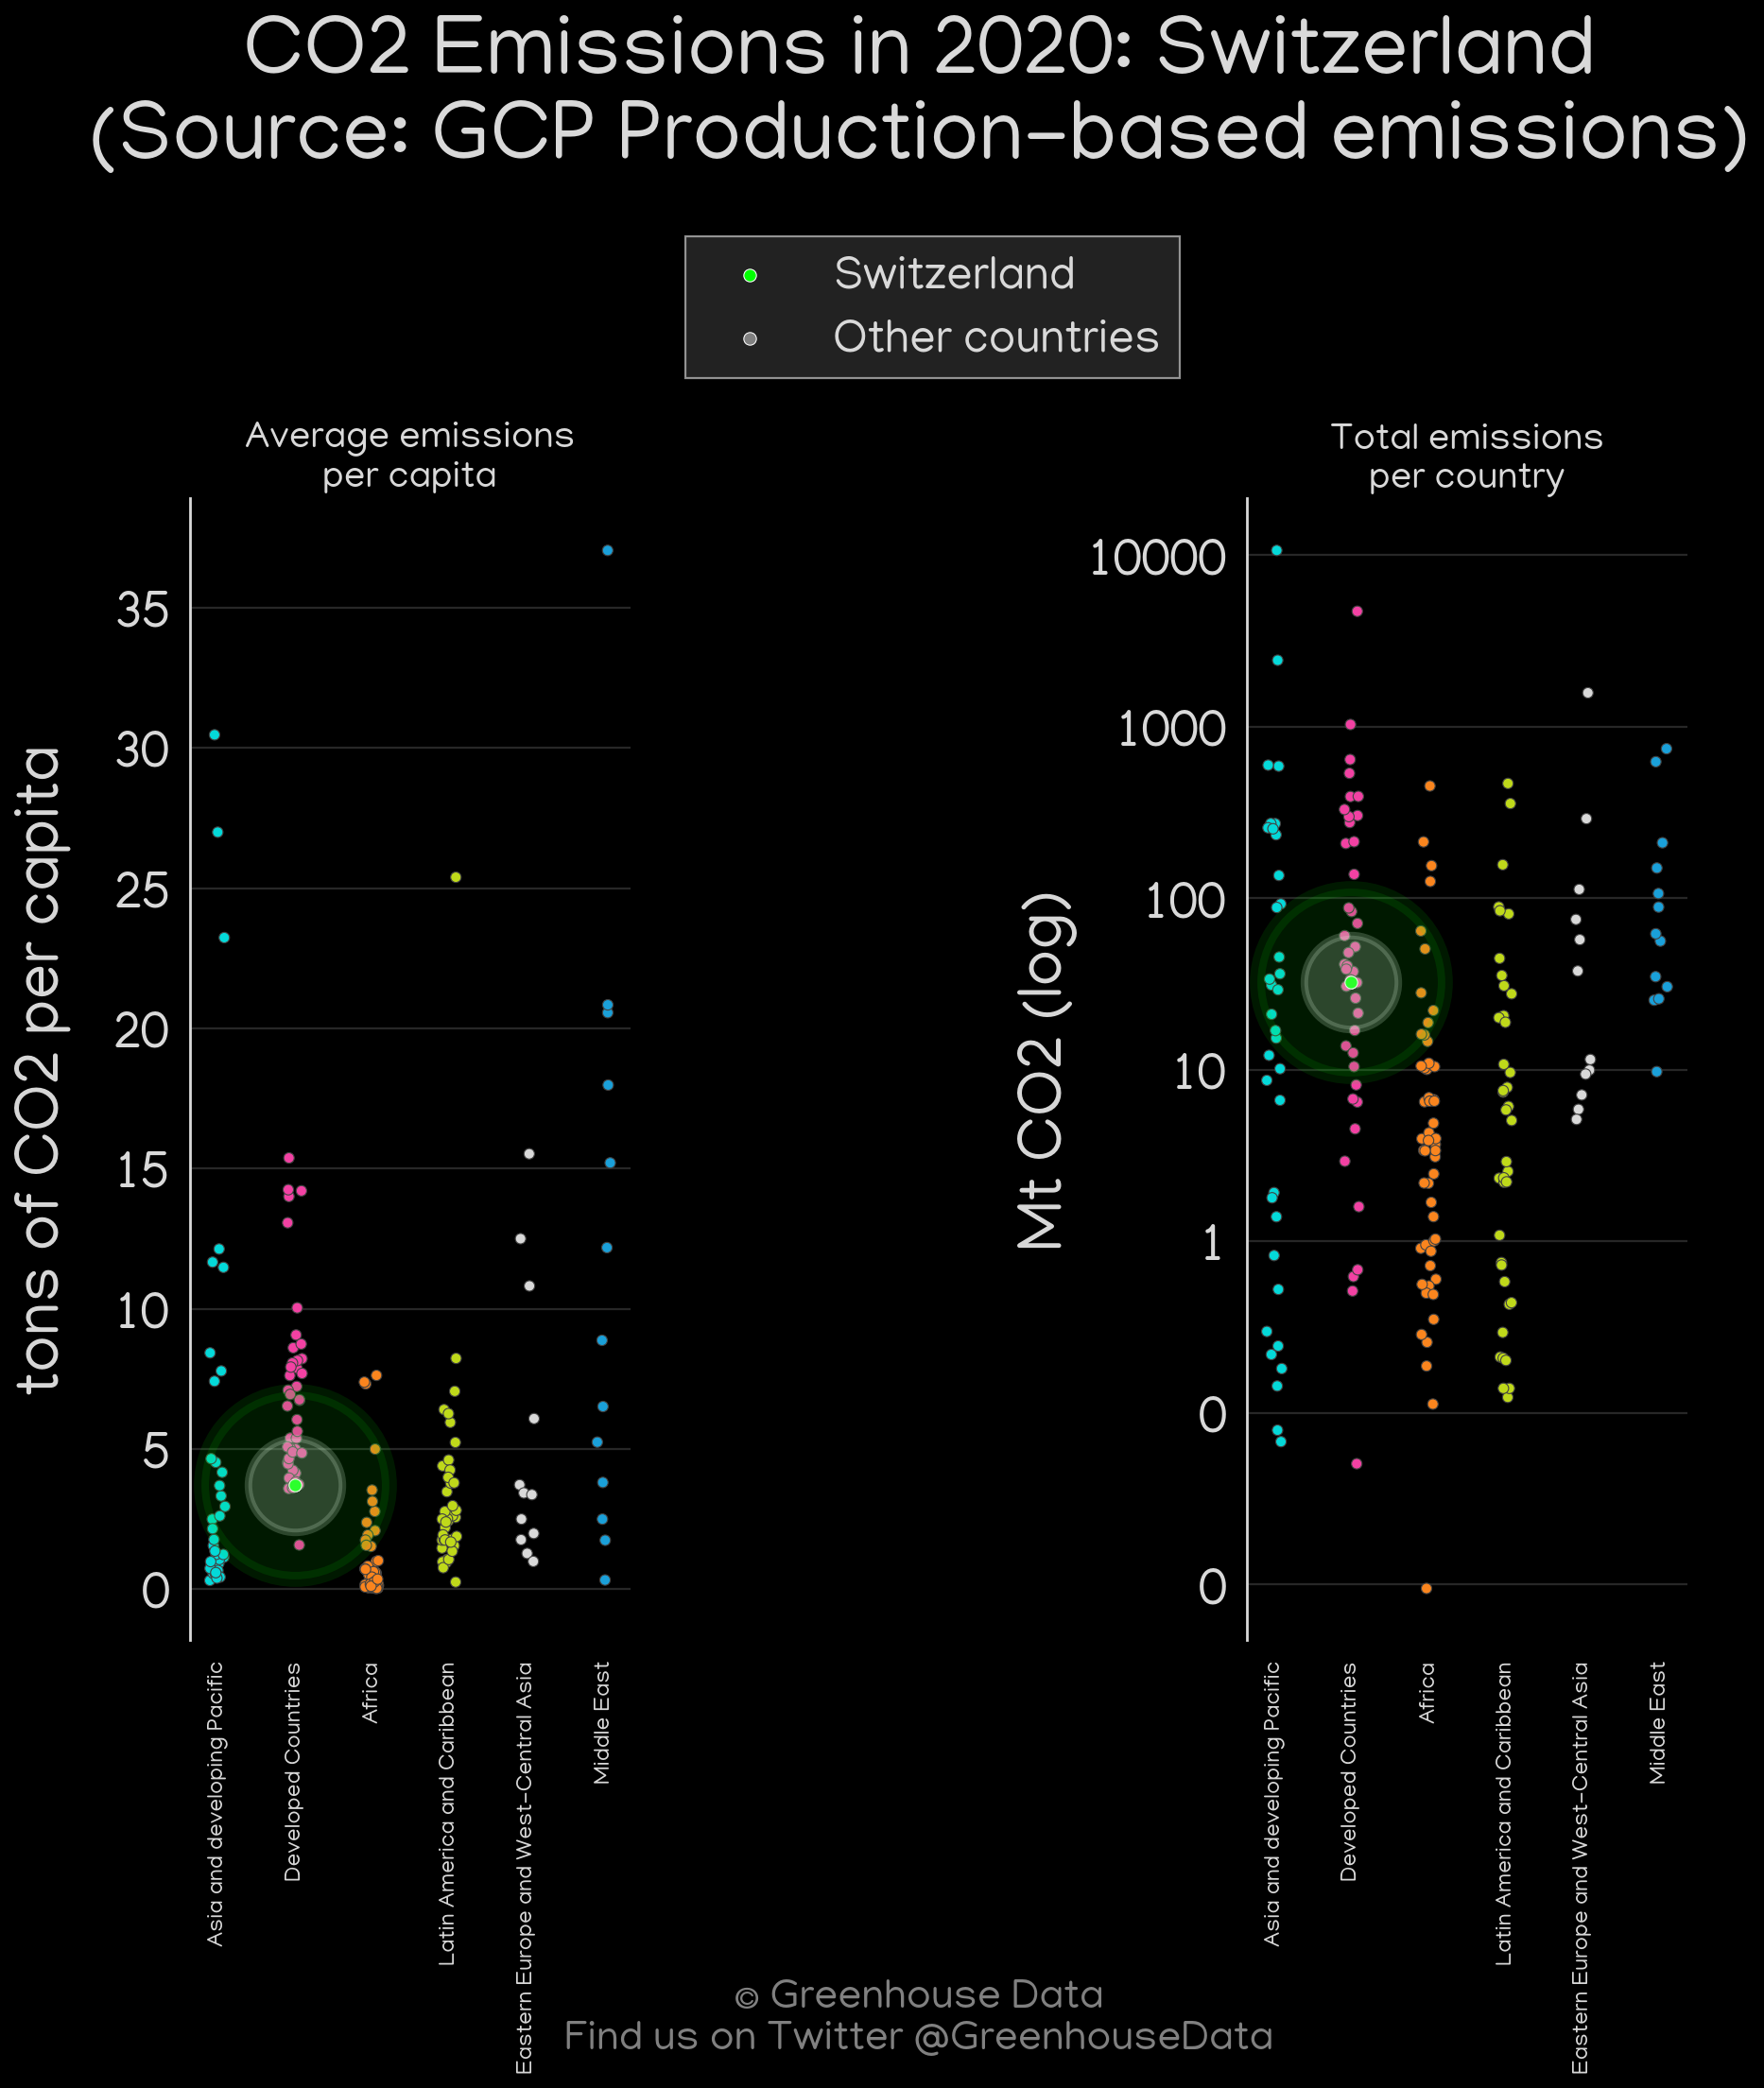 CO2 Emissions in 2020: Switzerland
(Source: GCP Production-based emissions)
Switzerland
Other countries
Average emissions
per capita
tons of CO2 per capita
35
30
25
20
15
10
5
0
Asia and developing Pacific
Developed Countries
Africa
Latin America and Caribbean
Eastern Europe and West-Central Asia
Middle East
Total emissions
per country
Mt CO2 (log)
10000
1000
100
10
1
0
0
Asia and developing Pacific
Developed Countries
Africa
Latin America and Caribbean
Eastern Europe and West-Central Asia
Middle East
© Greenhouse Data
Find us on Twitter @GreenhouseData